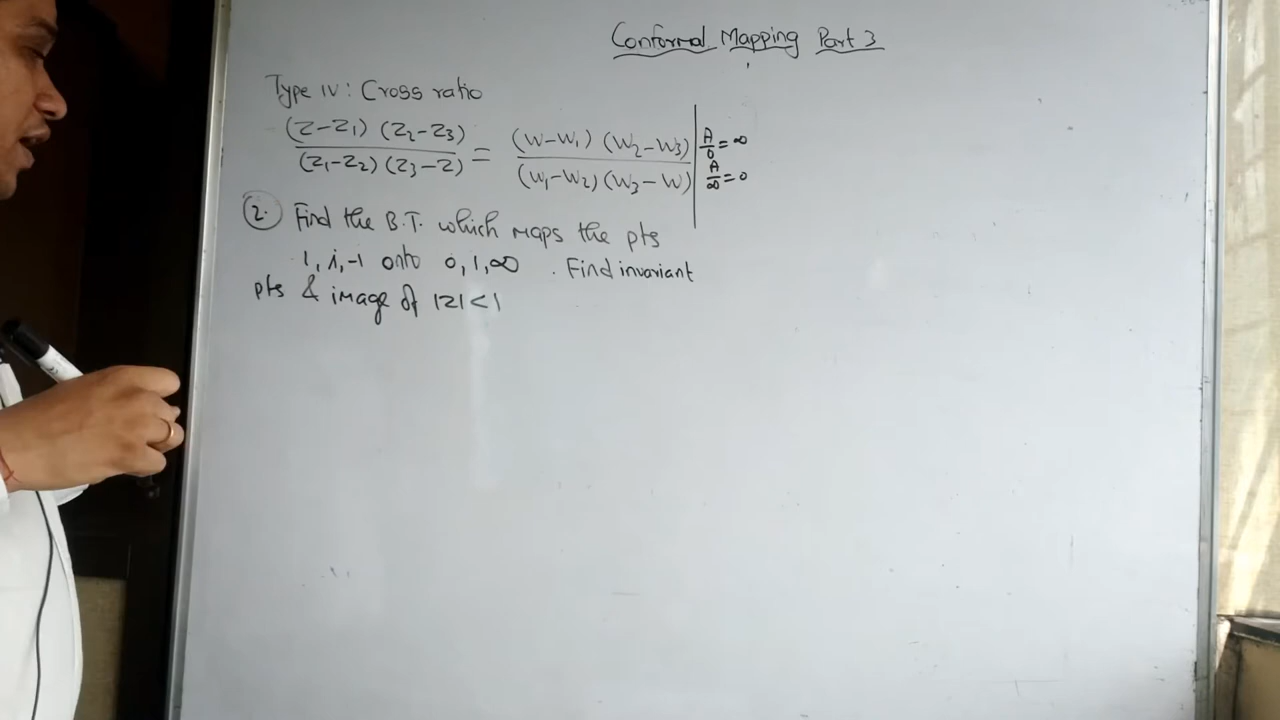 Conformal Mapping Part 3
Type IV: Cross ratio
(Z-Z1) (Z2-Z3) / (Z1-Z2) (Z3-Z) = (W-W1) (W2-W3) / (W1-W2) (W3-W)
A/0 = ∞
A/∞ = 0
2. Find the B.T. which maps the pts
1, i, -1 onto 0, 1, ∞ . Find invariant
pts & image of |z| < 1